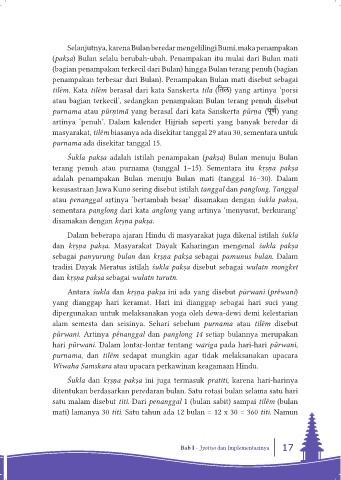 Selanjutnya, karena Bulan beredar mengelilingi Bumi, maka penampakan
(pakṣa) Bulan selalu berubah-ubah. Penampakan itu mulai dari Bulan mati
(bagian penampakan terkecil dari Bulan) hingga Bulan terang penuh (bagian
penampakan terbesar dari Bulan). Penampakan Bulan mati disebut sebagai
tilěm. Kata tilěm berasal dari kata Sanskerta tila (तिल) yang artinya 'porsi
atau bagian terkecil', sedangkan penampakan Bulan terang penuh disebut
purnama atau pūrṇimā yang berasal dari kata Sanskerta pūrṇa (पूर्ण) yang
artinya 'penuh'. Dalam kalender Hijriah seperti yang banyak beredar di
masyarakat, tilěm biasanya ada disekitar tanggal 29 atau 30, sementara untuk
purnama ada disekitar tanggal 15.
Śukla pakṣa adalah istilah penampakan (pakṣa) Bulan menuju Bulan
terang penuh atau purnama (tanggal 1–15). Sementara itu kṛṣṇa pakṣa
adalah penampakan Bulan menuju Bulan mati (tanggal 16–30). Dalam
kesusastraan Jawa Kuno sering disebut istilah tanggal dan panglong. Tanggal
atau penanggal artinya 'bertambah besar' disamakan dengan śukla pakṣa,
sementara panglong dari kata anglong yang artinya 'menyusut, berkurang'
disamakan dengan kṛṣṇa pakṣa.
Dalam beberapa ajaran Hindu di masyarakat juga dikenal istilah śukla
dan kṛṣṇa pakṣa. Masyarakat Dayak Kaharingan mengenal śukla pakṣa
sebagai panyurung bulan dan kṛṣṇa pakṣa sebagai pamunus bulan. Dalam
tradisi Dayak Meratus istilah śukla pakṣa disebut sebagai wulatn mongket
dan kṛṣṇa pakṣa sebagai wulatn turutn.
Antara śukla dan kṛṣṇa pakṣa ini ada yang disebut pūrwani (prěwani)
yang dianggap hari keramat. Hari ini dianggap sebagai hari suci yang
dipergunakan untuk melaksanakan yoga oleh dewa-dewi demi kelestarian
alam semesta dan seisinya. Sehari sebelum purnama atau tilěm disebut
pūrwani. Artinya pěnanggal dan panglong 14 setiap bulannya merupakan
hari pūrwani. Dalam lontar-lontar tentang wariga pada hari-hari pūrwani,
purnama, dan tilěm sedapat mungkin agar tidak melaksanakan upacara
Wiwaha Samskara atau upacara perkawinan keagamaan Hindu.
Śukla dan kṛṣṇa pakṣa ini juga termasuk pratiti, karena hari-harinya
ditentukan berdasarkan peredaran bulan. Satu rotasi bulan selama satu hari
satu malam disebut titi. Dari penanggal 1 (bulan sabit) sampai tilěm (bulan
mati) lamanya 30 titi. Satu tahun ada 12 bulan = 12 x 30 = 360 titi. Namun
Bab I - Jyotiṣa dan Implementasinya 17